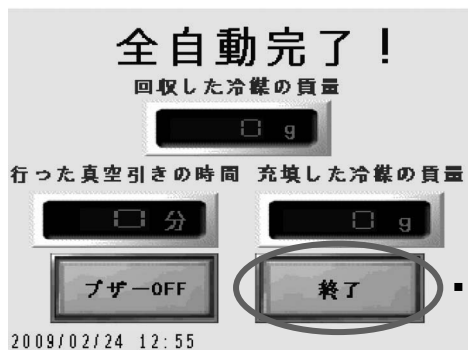 全自動完了!
回収した冷媒の質量
0 g
行った真空引きの時間 充填した冷媒の質量
0 分 0 g
ブザーOFF 終了
2009/02/24 12:55